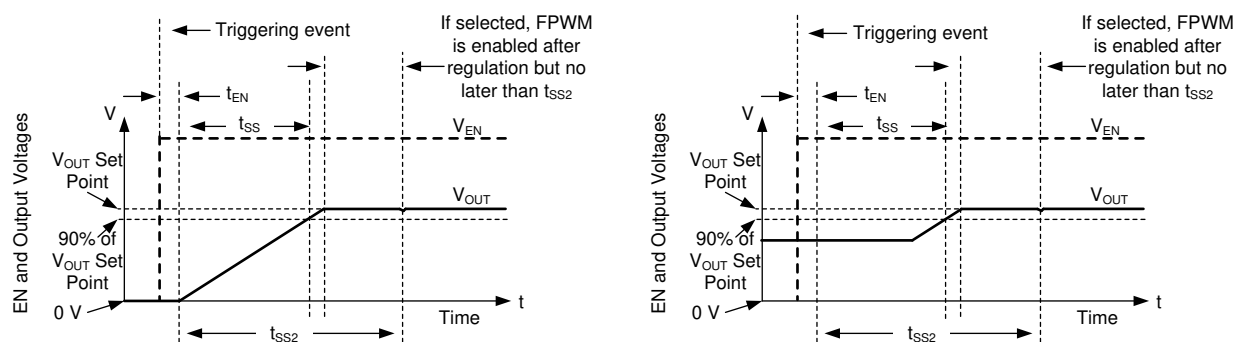 Triggering event
If selected, FPWM
is enabled after
regulation but no
later than tSS2
tEN
V
tSS
VEN
VOUT Set
Point
VOUT
90% of
VOUT Set
Point
0 V
t
Time
tSS2
EN and Output Voltages
Triggering event
If selected, FPWM
is enabled after
regulation but no
later than tSS2
tEN
V
tSS
VEN
VOUT Set
Point
VOUT
90% of
VOUT Set
Point
0 V
t
Time
tSS2
EN and Output Voltages